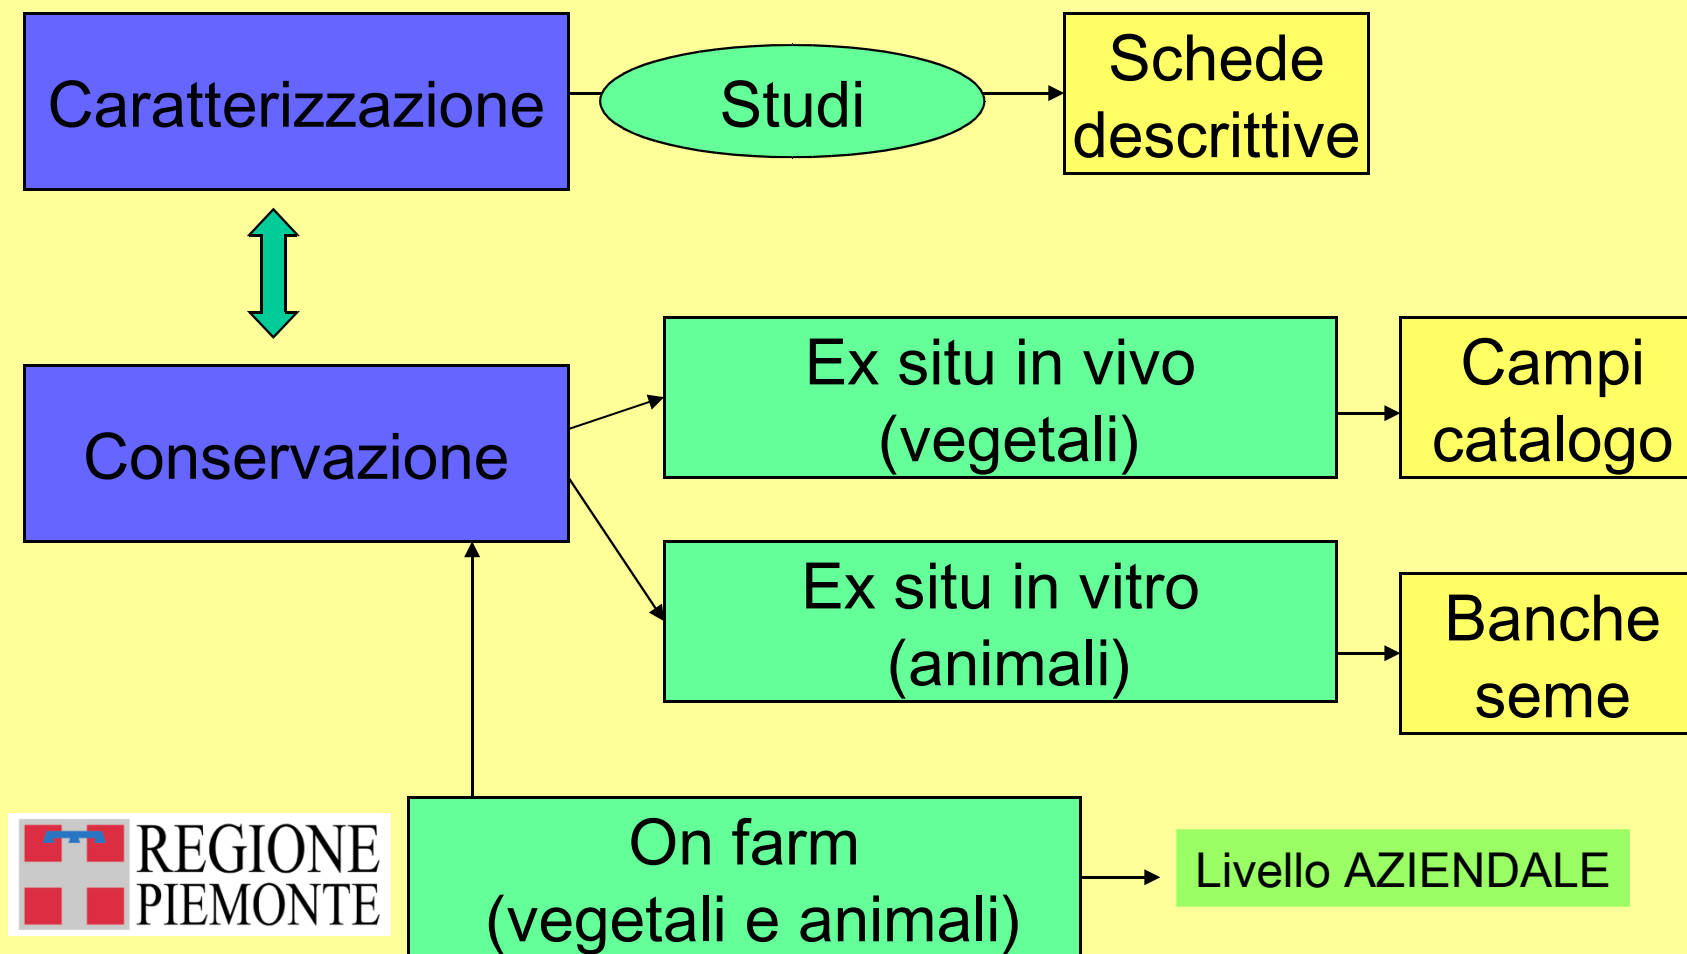 Caratterizzazione
Studi
Schede
descrittive
Conservazione
Ex situ in vivo
(vegetali)
Campi
catalogo
Ex situ in vitro
(animali)
Banche
seme
On farm
(vegetali e animali)
Livello AZIENDALE
REGIONE
PIEMONTE